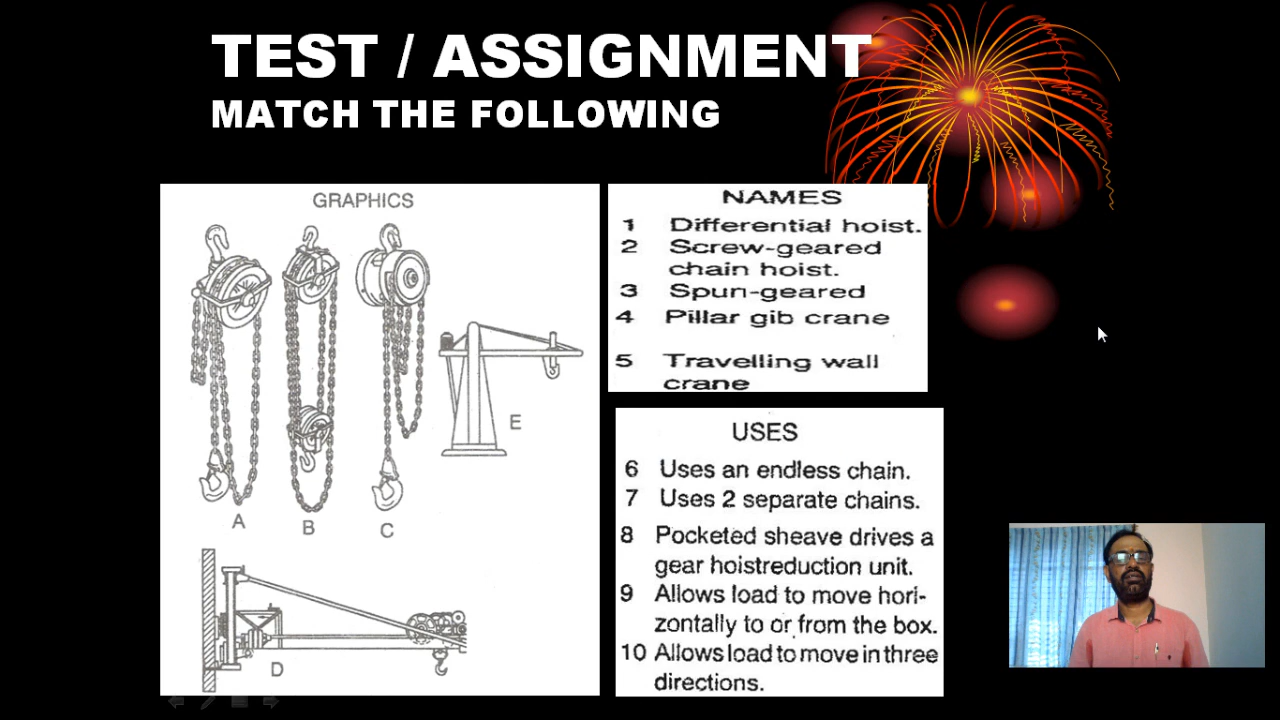 TEST / ASSIGNMENT
MATCH THE FOLLOWING
GRAPHICS
A
B
C
E
D
NAMES
1 Differential hoist.
2 Screw-geared
chain hoist.
3 Spun-geared
4 Pillar gib crane
5 Travelling wall
crane
USES
6 Uses an endless chain.
7 Uses 2 separate chains.
8 Pocketed sheave drives a
gear hoistreduction unit.
9 Allows load to move hori-
zontally to or from the box.
10 Allows load to move in three
directions.